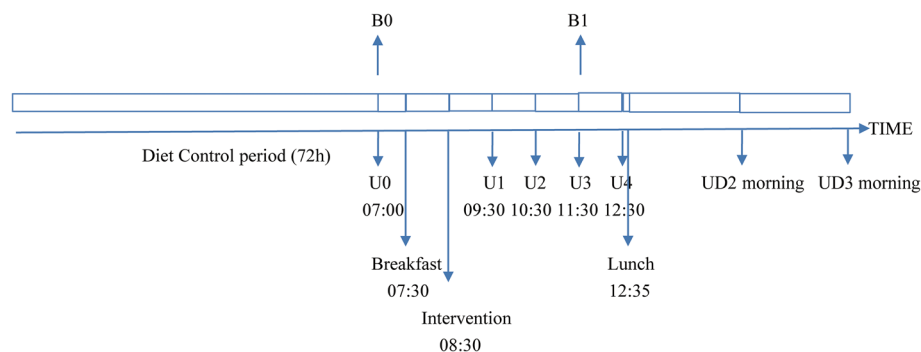 B0 B1
TIME
Diet Control period (72h)
U0 U1 U2 U3 U4 UD2 morning UD3 morning
07:00 09:30 10:30 11:30 12:30
Breakfast Lunch
07:30 12:35
Intervention
08:30